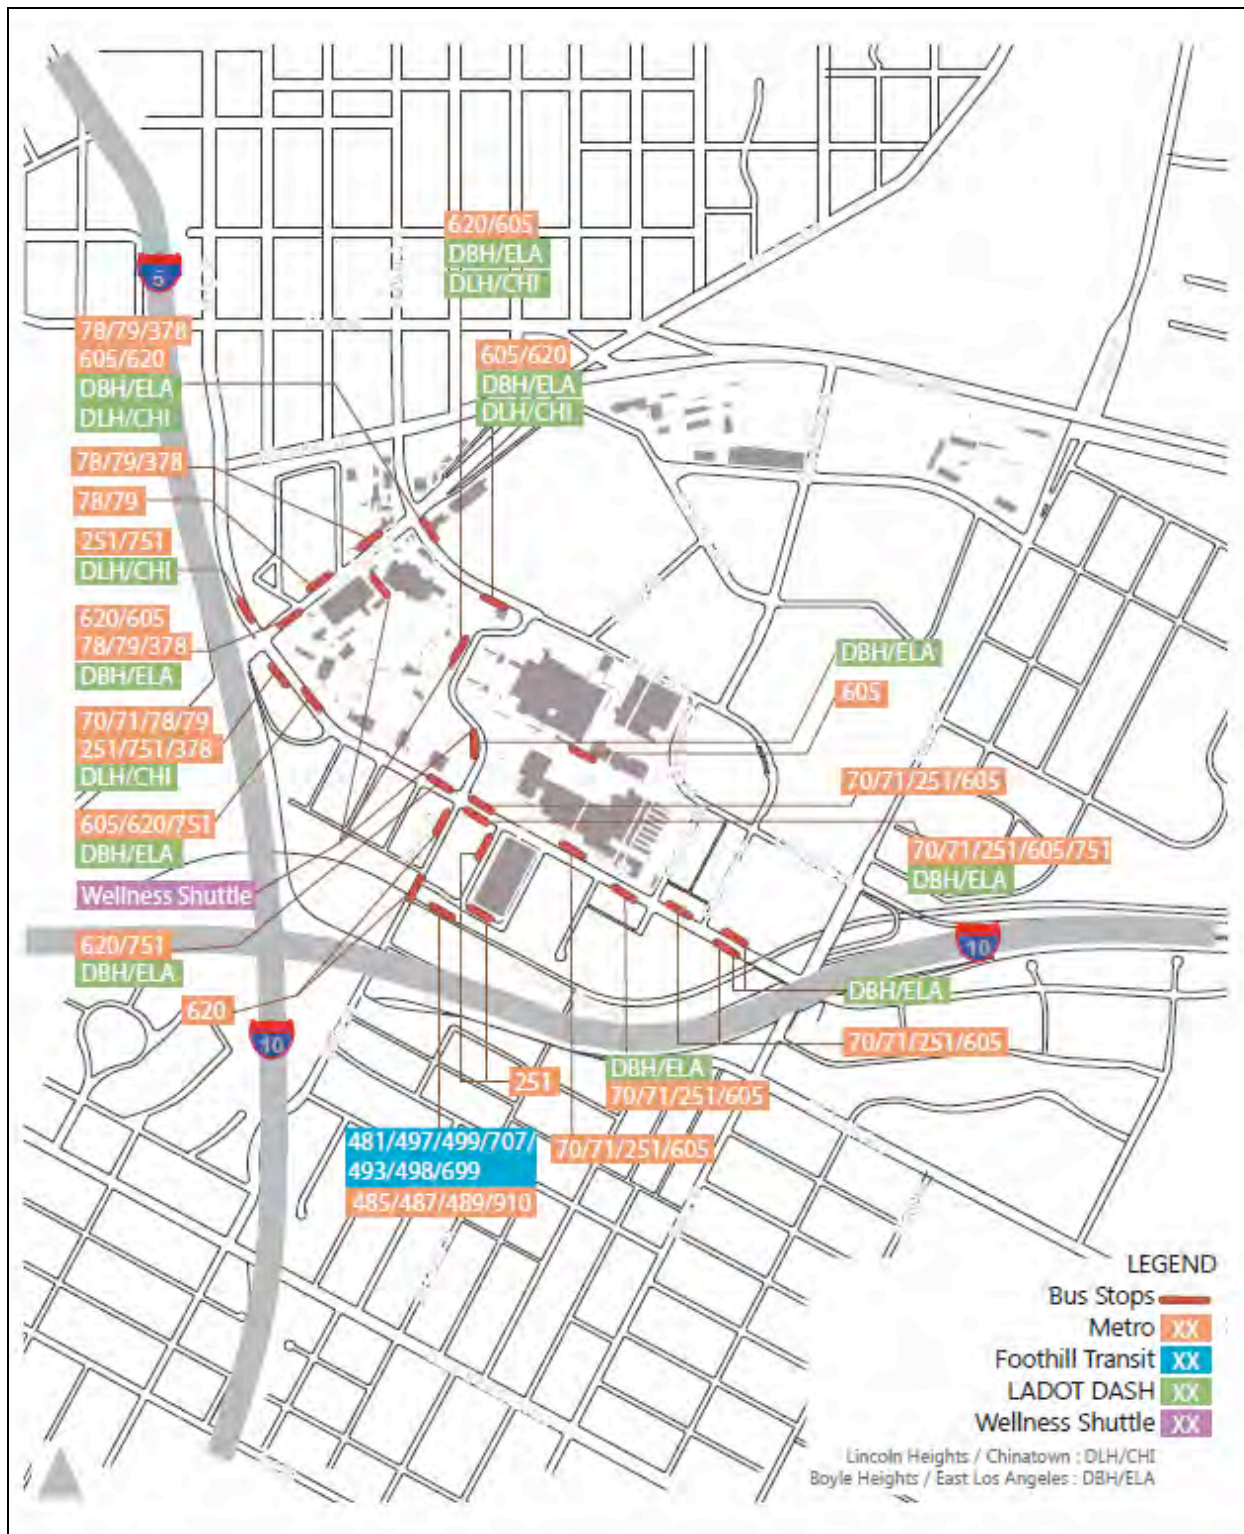 620/605
DBH/ELA
DLH/CHI
5
78/79/378
605/620
DBH/ELA
DLH/CHI
605/620
DBH/ELA
DLH/CHI
78/79/378
78/79
251/751
DLH/CHI
620/605
78/79/378
DBH/ELA
DBH/ELA
605
70/71/78/79
251/751/378
DLH/CHI
70/71/251/605
605/620/751
DBH/ELA
70/71/251/605/751
DBH/ELA
Wellness Shuttle
620/751
DBH/ELA
10
DBH/ELA
620
10
70/71/251/605
DBH/ELA
70/71/251/605
251
481/497/499/707/
493/498/699
485/487/489/910
70/71/251/605
LEGEND
Bus Stops
Metro XX
Foothill Transit XX
LADOT DASH XX
Wellness Shuttle XX
Lincoln Heights / Chinatown : DLH/CHI
Boyle Heights / East Los Angeles : DBH/ELA